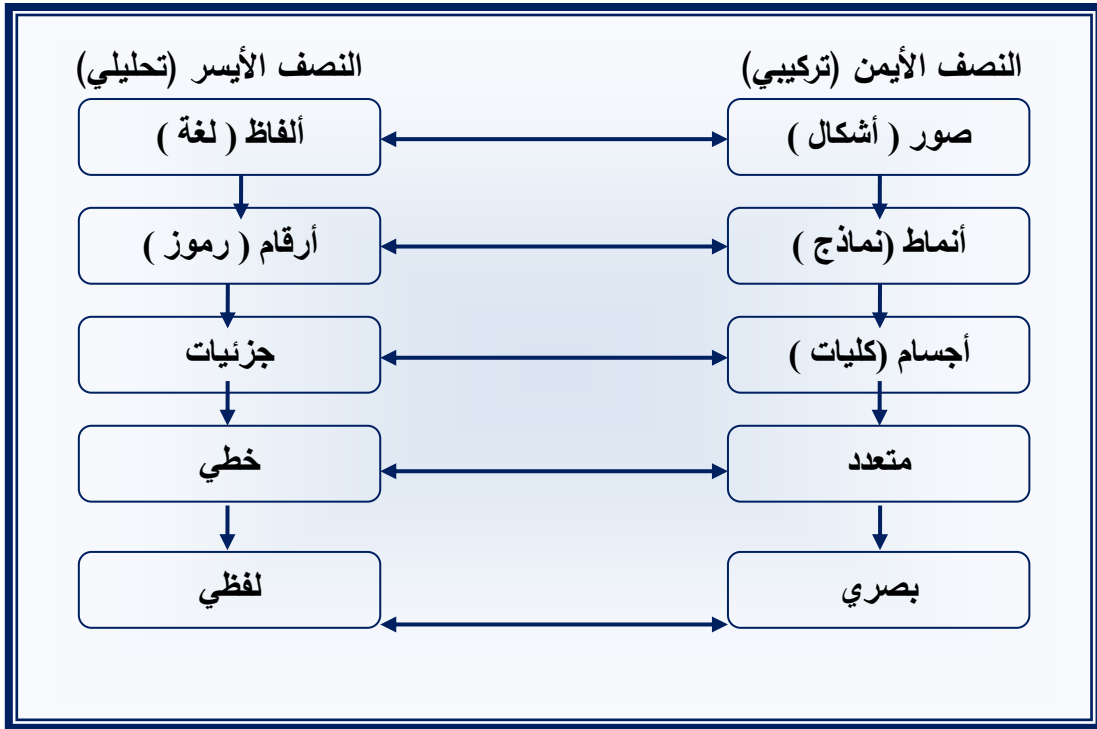 النصف الأيمن (تركيبي)
النصف الأيسر (تحليلي)
صور ( أشكال )
ألفاظ ( لغة )
أنماط (نماذج )
أرقام ( رموز )
أجسام (كليات )
جزئيات
متعدد
خطي
بصري
لفظي